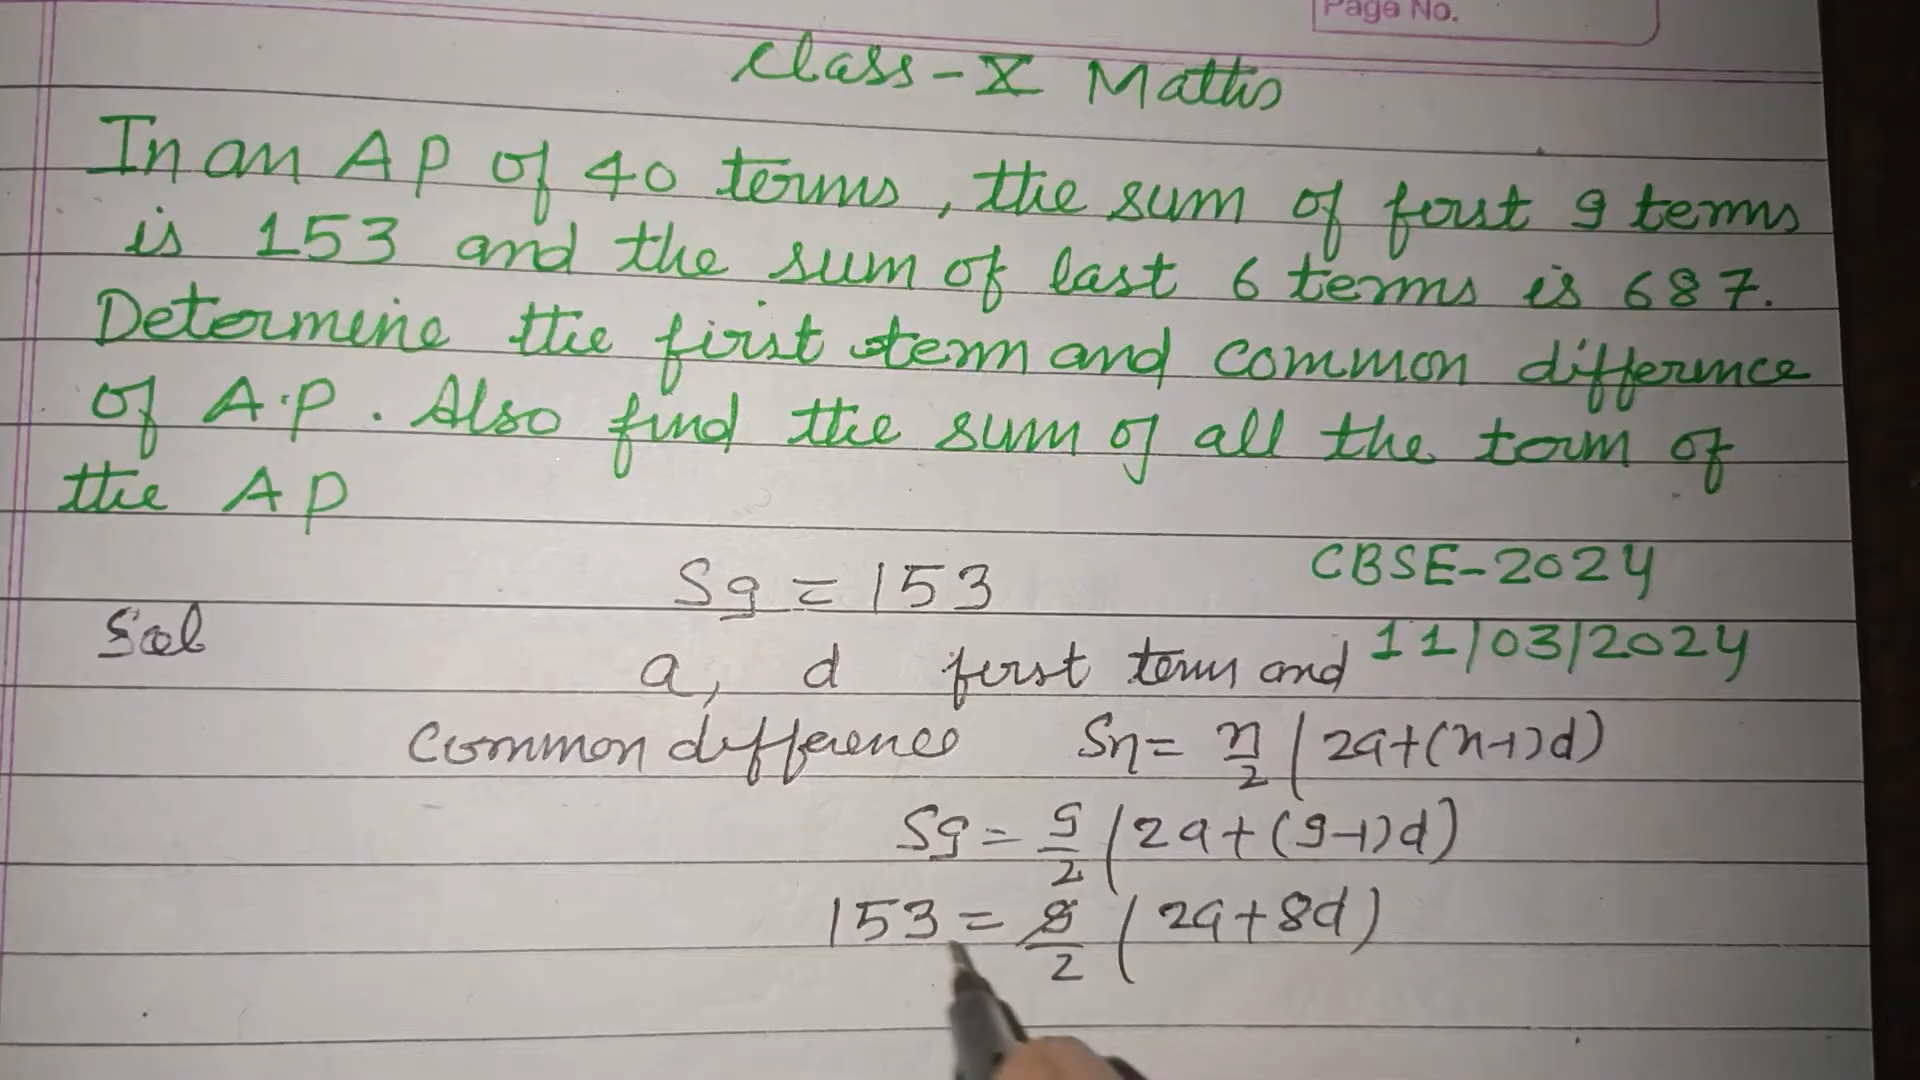 Page No.
Class-X Maths
In an AP of 40 terms, the sum of first 9 terms
is 153 and the sum of last 6 terms is 687.
Determine the first term and common difference
of A.P. Also find the sum of all the term of
the AP
S9 = 153
CBSE-2024
Sol
a, d first term and
11/03/2024
Common difference Sn = n/2 (2a+(n-1)d)
S9 = 9/2 (2a+(9-1)d)
153 = 9/2 (2a+8d)